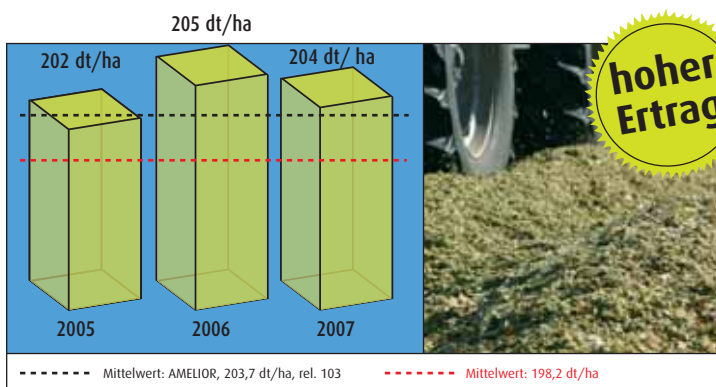 205 dt/ha
202 dt/ha
204 dt/ ha
hoher
Ertrag
2005
2006
2007
Mittelwert: AMELIOR, 203,7 dt/ha, rel. 103
Mittelwert: 198,2 dt/ha